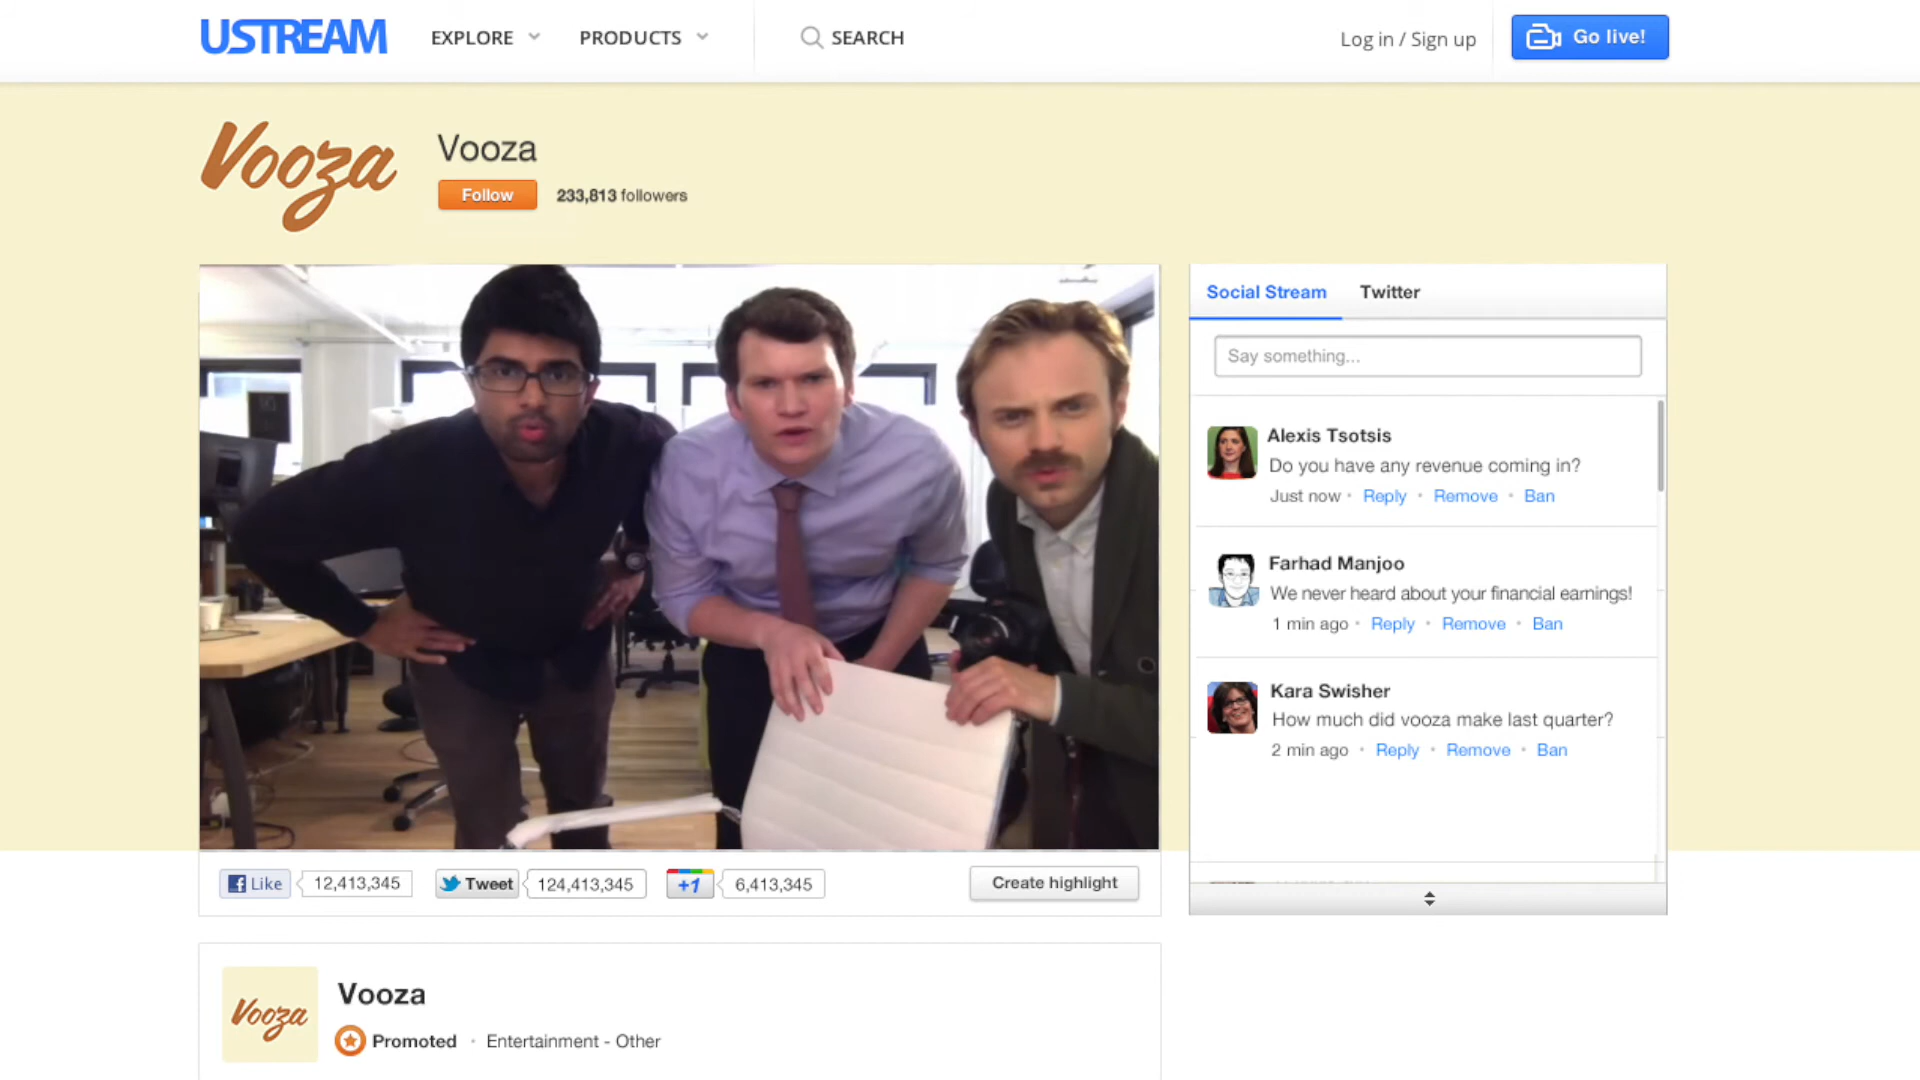 USTREAM
EXPLORE
PRODUCTS
SEARCH
Log in / Sign up
Go live!
Vooza
Vooza
Follow
233,813 followers
Social Stream
Twitter
Say something...
Alexis Tsotsis
Do you have any revenue coming in?
Just now • Reply • Remove • Ban
Farhad Manjoo
We never heard about your financial earnings!
1 min ago • Reply • Remove • Ban
Kara Swisher
How much did vooza make last quarter?
2 min ago • Reply • Remove • Ban
Like
12,413,345
Tweet
124,413,345
+1
6,413,345
Create highlight
Vooza
Vooza
Promoted • Entertainment - Other